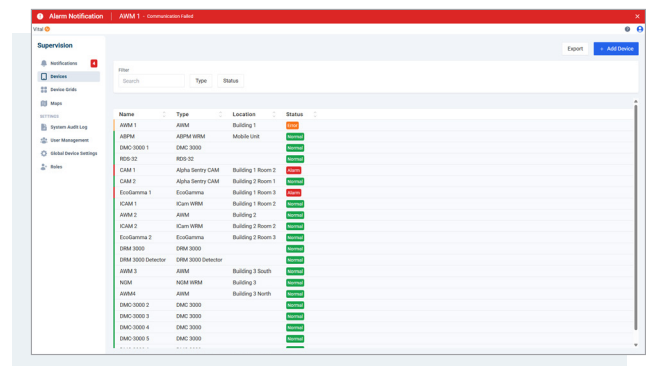 Alarm Notification AWM 1 - Communication Failed ×
Vital
Supervision
Export + Add Device
Notifications 4
Devices
Device Grids
Maps
SETTINGS
System Audit Log
User Management
Global Device Settings
Roles
Filter
Search Type Status
Name Type Location Status
AWM 1 AWM Building 1 Error
ABPM ABPM WRM Mobile Unit Normal
DMC-3000 1 DMC 3000 Normal
RDS-32 RDS-32 Normal
CAM 1 Alpha Sentry CAM Building 1 Room 2 Alarm
CAM 2 Alpha Sentry CAM Building 2 Room 1 Normal
EcoGamma 1 EcoGamma Building 1 Room 3 Alarm
ICAM 1 ICam WRM Building 1 Room 2 Normal
AWM 2 AWM Building 2 Normal
ICAM 2 ICam WRM Building 2 Room 2 Normal
EcoGamma 2 EcoGamma Building 2 Room 3 Normal
DRM 3000 DRM 3000 Normal
DRM 3000 Detector DRM 3000 Detector Normal
AWM 3 AWM Building 3 South Normal
NGM NGM WRM Building 3 Normal
AWM4 AWM Building 3 North Normal
DMC-3000 2 DMC 3000 Normal
DMC-3000 3 DMC 3000 Normal
DMC-3000 4 DMC 3000 Normal
DMC-3000 5 DMC 3000 Normal